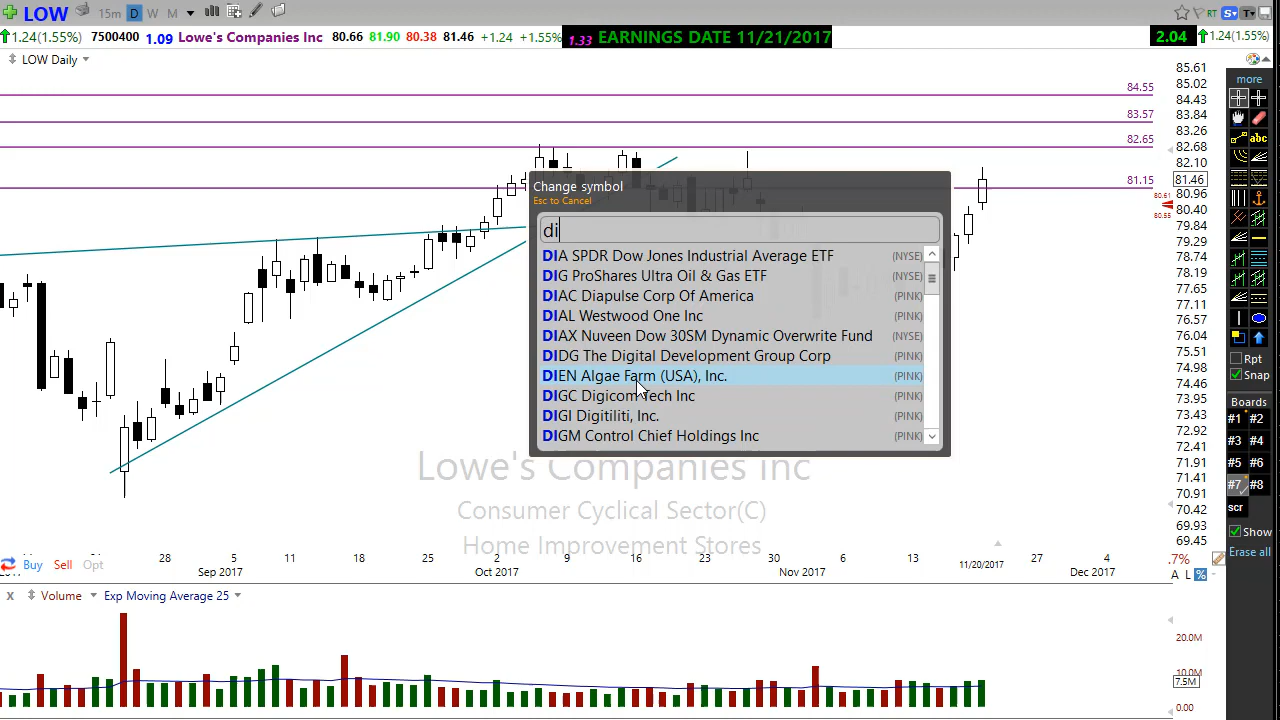 LOW 15m D W M RT S T
1.24(1.55%) 7500400 1.09 Lowe's Companies Inc 80.66 81.90 80.38 81.46 +1.24 +1.55% 1.33 EARNINGS DATE 11/21/2017 2.04 1.24(1.55%)
LOW Daily
more
abc
Rpt
Snap
Boards
#1 #2
#3 #4
#5 #6
#7 #8
scr
Show
Erase all
84.55
83.57
82.65
81.15
85.61
85.02
84.43
83.84
83.26
82.68
82.10
81.46
80.96
80.61
80.40
80.55
79.84
79.29
78.74
78.19
77.65
77.11
76.57
76.04
75.51
74.98
74.46
73.94
73.43
72.92
72.41
71.91
71.41
70.91
70.42
69.93
69.45
Change symbol
Esc to Cancel
di
DIA SPDR Dow Jones Industrial Average ETF (NYSE)
DIG ProShares Ultra Oil & Gas ETF (NYSE)
DIAC Diapulse Corp Of America (PINK)
DIAL Westwood One Inc (PINK)
DIAX Nuveen Dow 30SM Dynamic Overwrite Fund (NYSE)
DIDG The Digital Development Group Corp (PINK)
DIEN Algae Farm (USA), Inc. (PINK)
DIGC Digicom Tech Inc (PINK)
DIGI Digitiliti, Inc. (PINK)
DIGM Control Chief Holdings Inc (PINK)
Lowe's Companies Inc
Consumer Cyclical Sector(C)
Home Improvement Stores
28 5 11 18 25 2 9 16 23 30 6 13 27 4
Buy Sell Opt
Sep 2017 Oct 2017 Nov 2017 11/20/2017 Dec 2017
.7%
A L %
X Volume Exp Moving Average 25
20.0M
10.0M
7.5M
0.00